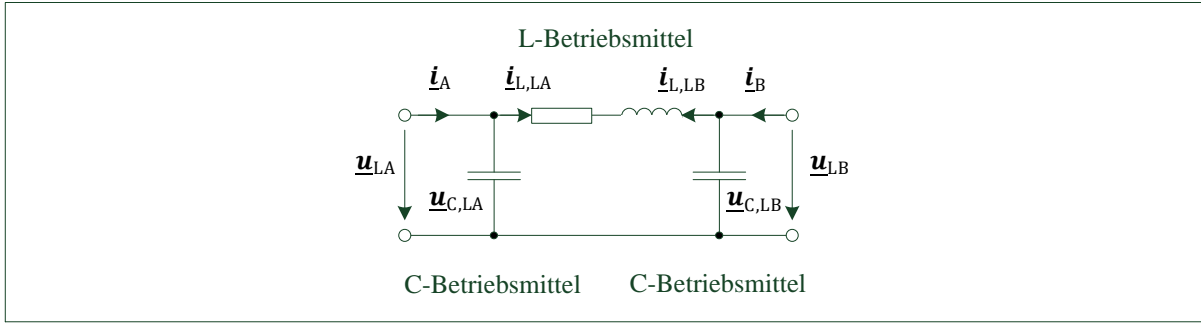 L-Betriebsmittel
i_A i_L,LA i_L,LB i_B
u_LA u_C,LA u_C,LB u_LB
C-Betriebsmittel C-Betriebsmittel